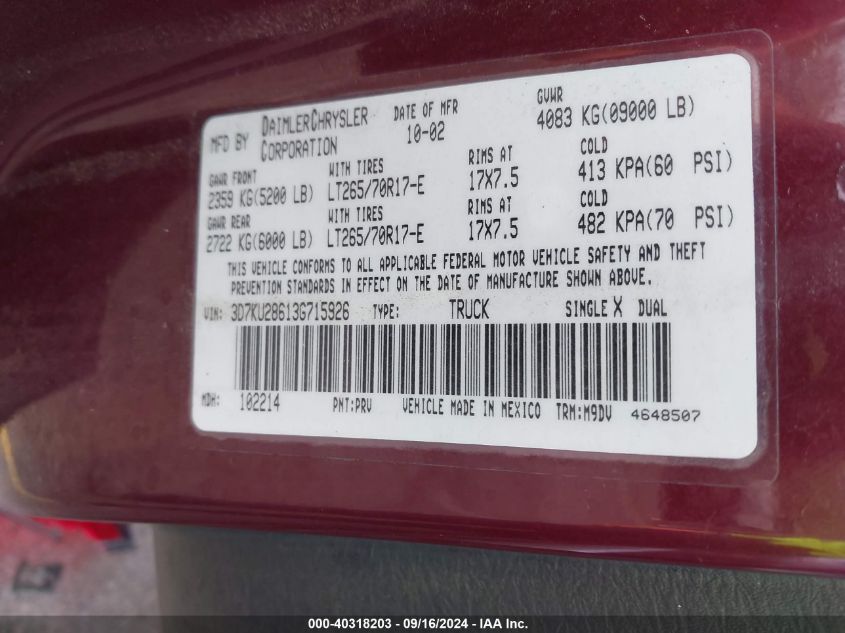 MFD BY DAIMLERCHRYSLER CORPORATION DATE OF MFR 10-02 GVWR 4083 KG(09000 LB)
GAWR FRONT WITH TIRES RIMS AT COLD
2359 KG(5200 LB) LT265/70R17-E 17X7.5 413 KPA(60 PSI)
GAWR REAR WITH TIRES RIMS AT COLD
2722 KG(6000 LB) LT265/70R17-E 17X7.5 482 KPA(70 PSI)
THIS VEHICLE CONFORMS TO ALL APPLICABLE FEDERAL MOTOR VEHICLE SAFETY AND THEFT
PREVENTION STANDARDS IN EFFECT ON THE DATE OF MANUFACTURE SHOWN ABOVE.
VIN: 3D7KU28613G715926 TYPE: TRUCK SINGLE X DUAL
MDH: 102214 PNT:PRV VEHICLE MADE IN MEXICO TRM:M9DV 4648507
000-40318203 - 09/16/2024 - IAA Inc.